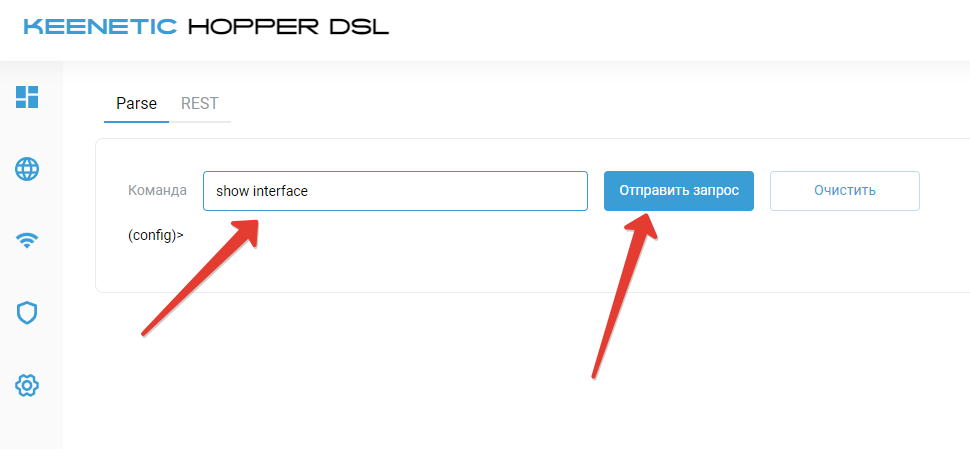 KEENETIC HOPPER DSL
Parse REST
Команда show interface Отправить запрос Очистить
(config)>